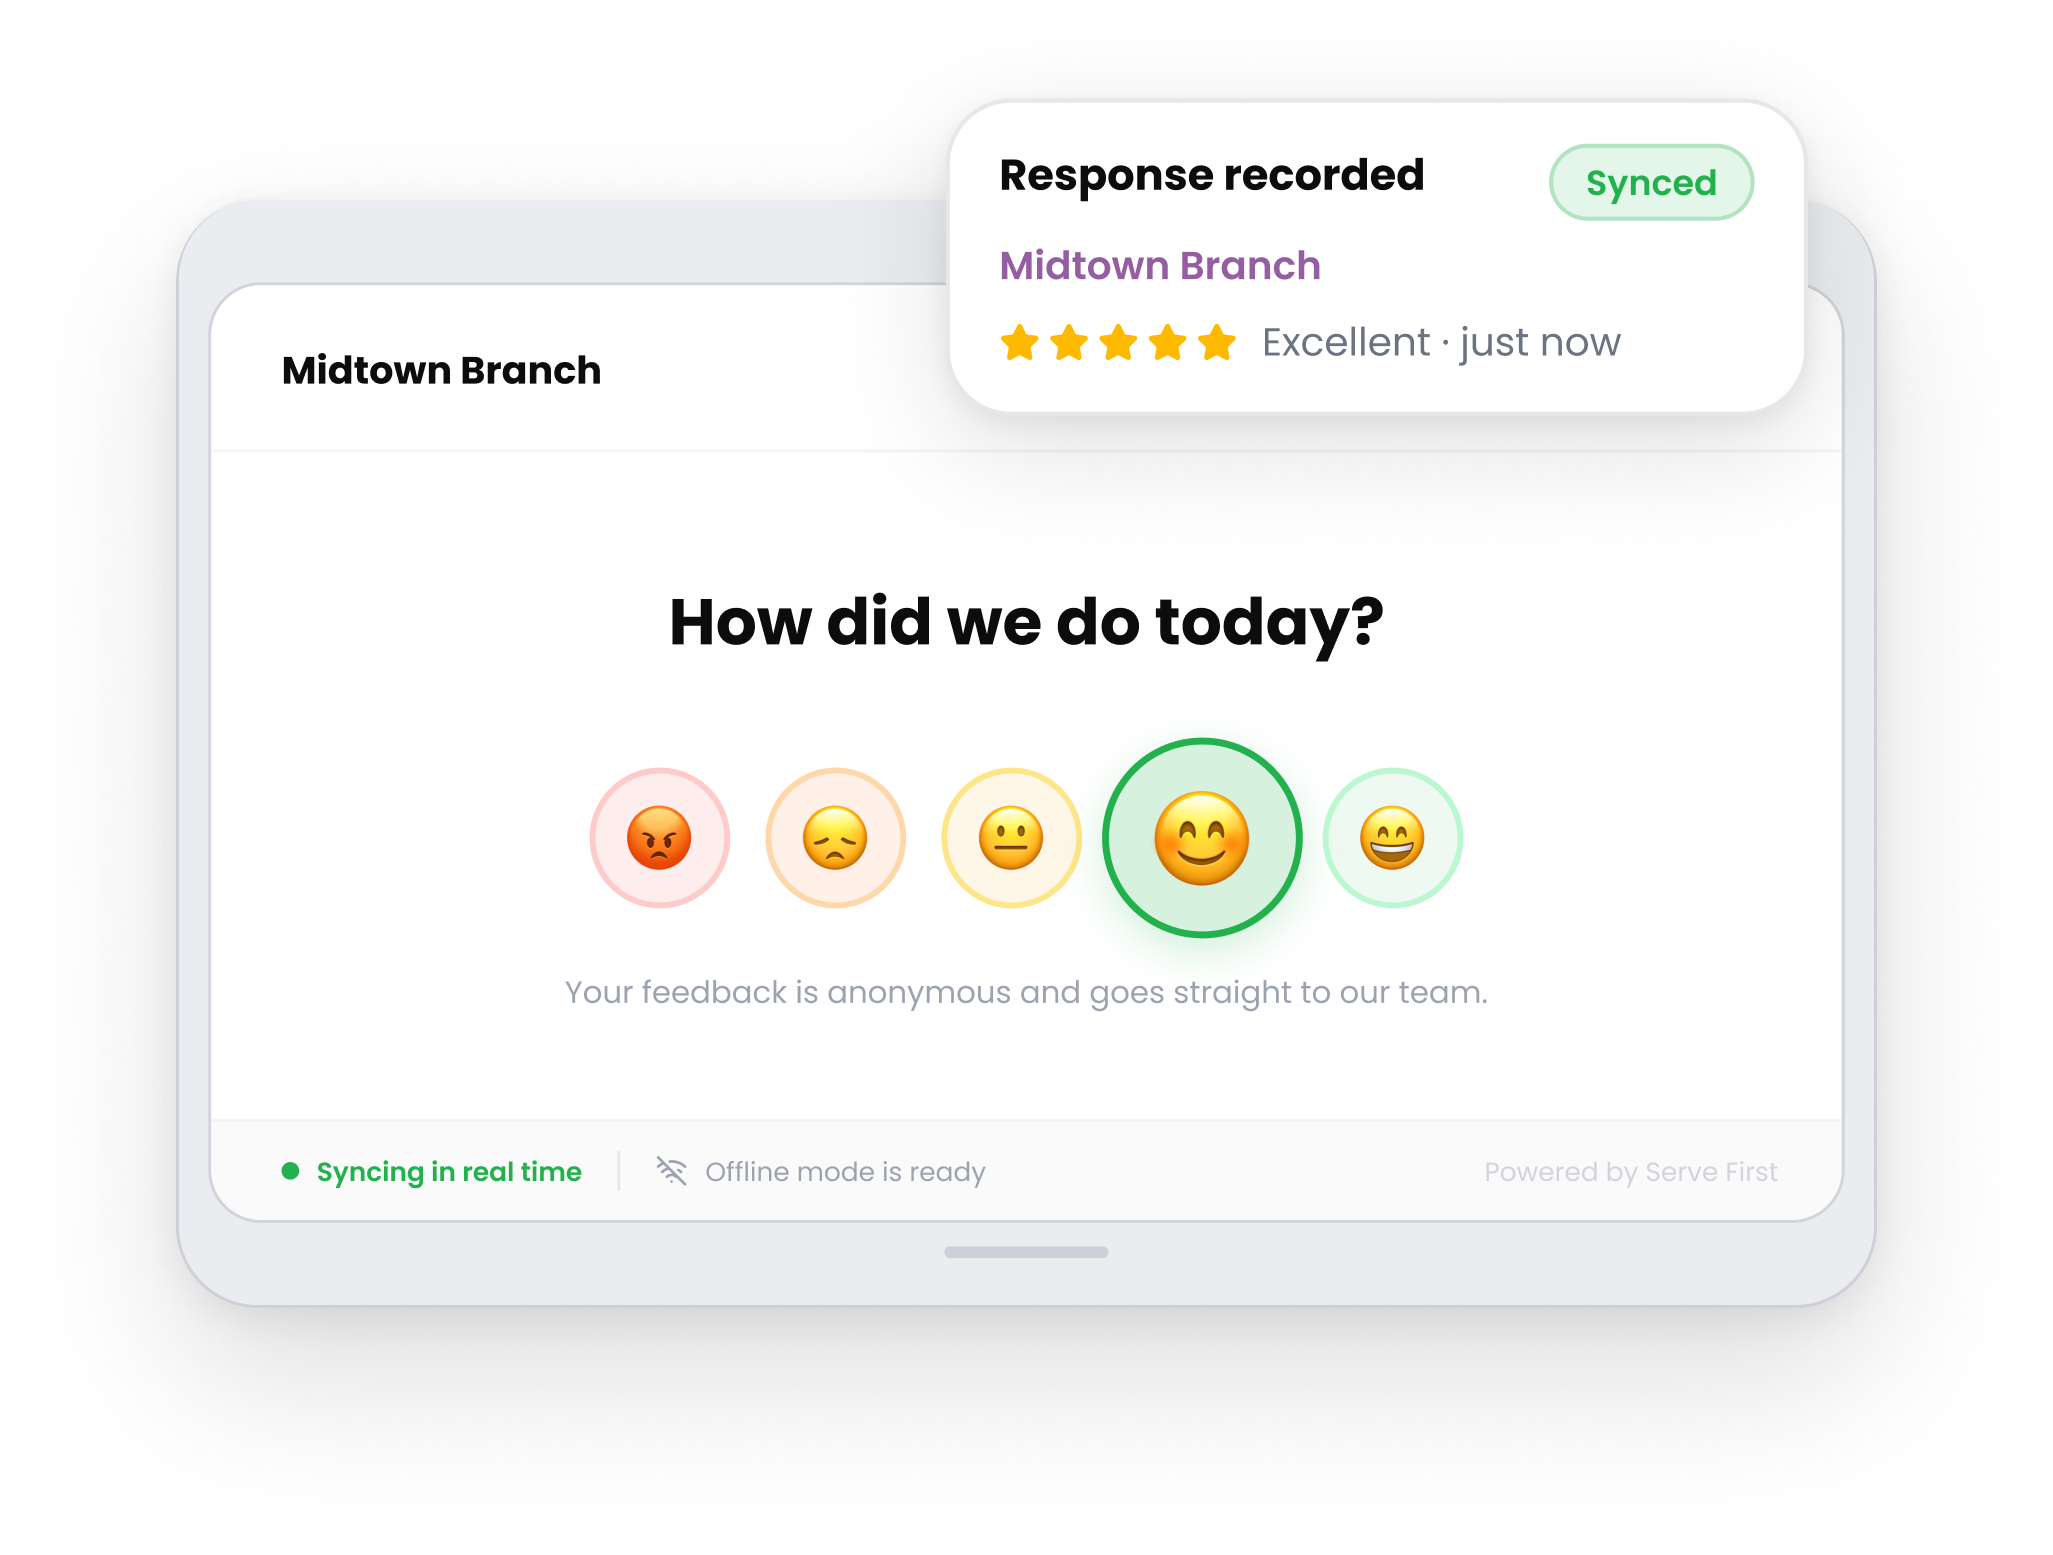 Response recorded
Synced
Midtown Branch
Excellent · just now
Midtown Branch
How did we do today?
Your feedback is anonymous and goes straight to our team.
Syncing in real time
Offline mode is ready
Powered by Serve First